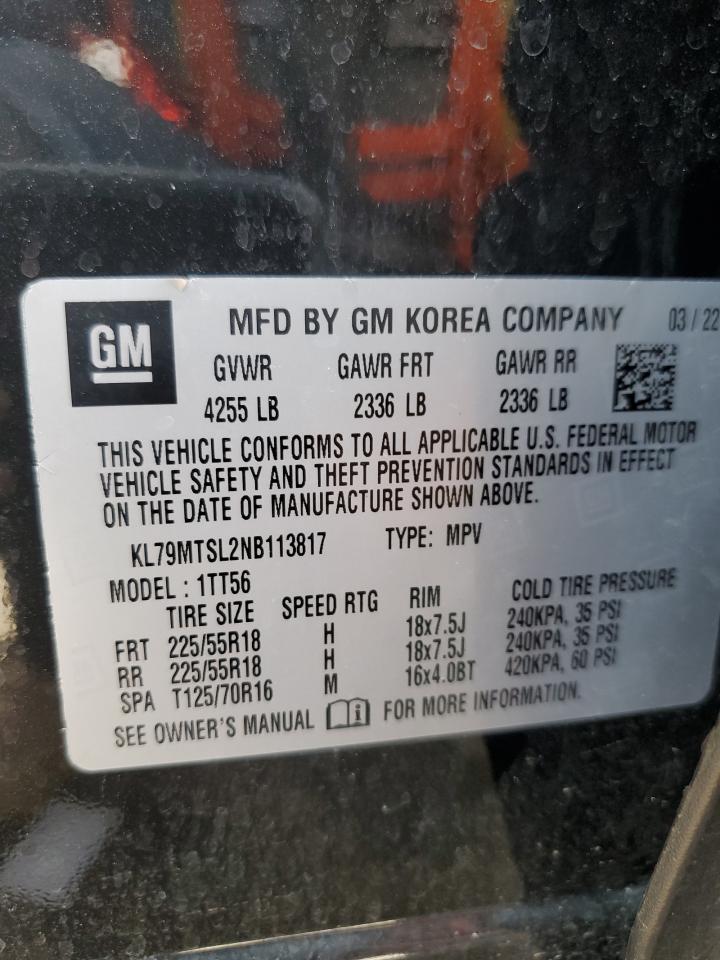 GM
MFD BY GM KOREA COMPANY 03 / 22
GVWR GAWR FRT GAWR RR
4255 LB 2336 LB 2336 LB
THIS VEHICLE CONFORMS TO ALL APPLICABLE U.S. FEDERAL MOTOR
VEHICLE SAFETY AND THEFT PREVENTION STANDARDS IN EFFECT
ON THE DATE OF MANUFACTURE SHOWN ABOVE.
KL79MTSL2NB113817 TYPE: MPV
MODEL : 1TT56
TIRE SIZE SPEED RTG RIM COLD TIRE PRESSURE
FRT 225/55R18 H 18x7.5J 240KPA, 35 PSI
RR 225/55R18 H 18x7.5J 240KPA, 35 PSI
SPA T125/70R16 M 16x4.0BT 420KPA, 60 PSI
SEE OWNER'S MANUAL FOR MORE INFORMATION.